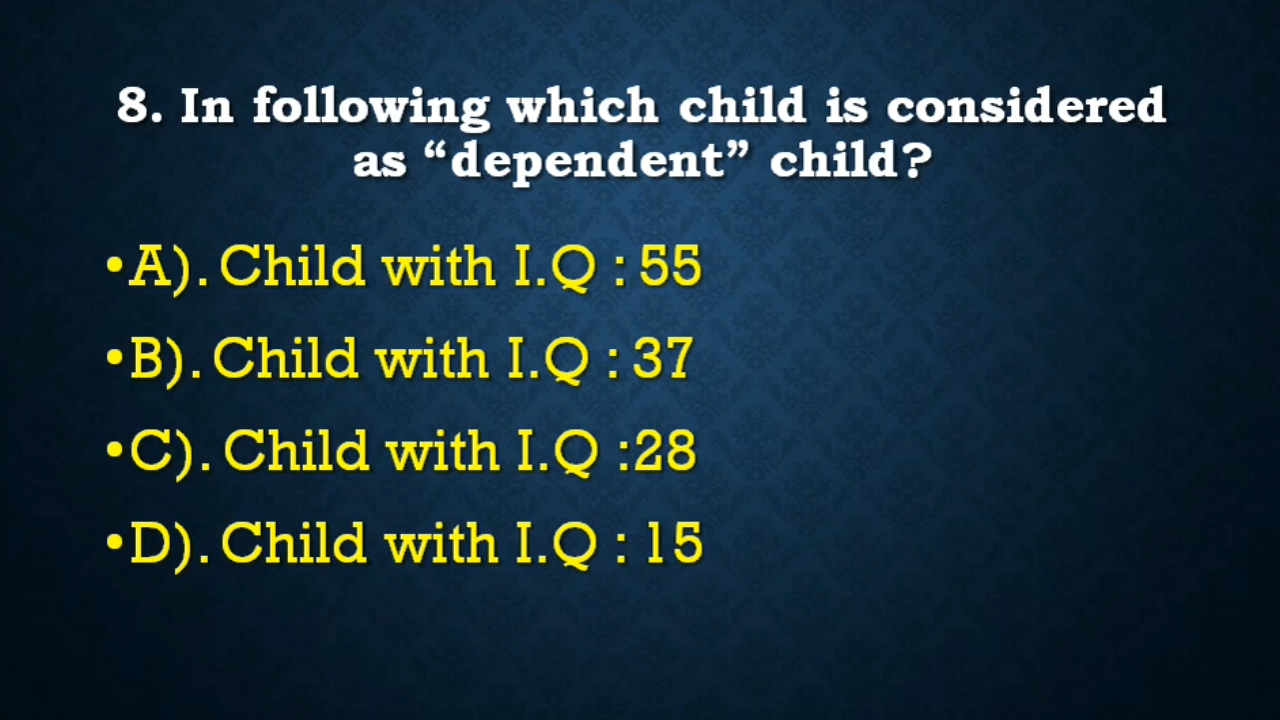 8. In following which child is considered
as “dependent” child?
•A). Child with I.Q : 55
•B). Child with I.Q : 37
•C). Child with I.Q :28
•D). Child with I.Q : 15